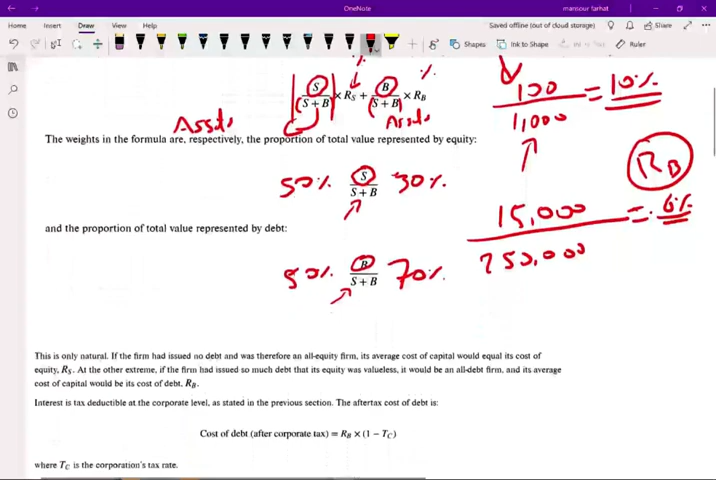 OneNote
mansour farhat
Home Insert Draw View Help
Saved offline (out of cloud storage)
Share
Shapes Ink to Shape Ink to Math Ruler
% %
S/(S + B) × R_S + B/(S + B) × R_B
Assets Assets
100/1,000 = 10%
The weights in the formula are, respectively, the proportion of total value represented by equity:
R_B
50% S/(S + B) 30%
15,000/250,000 = 6%
and the proportion of total value represented by debt:
50% B/(S + B) 70%
This is only natural. If the firm had issued no debt and was therefore an all-equity firm, its average cost of capital would equal its cost of
equity, R_S. At the other extreme, if the firm had issued so much debt that its equity was valueless, it would be an all-debt firm, and its average
cost of capital would be its cost of debt, R_B.
Interest is tax deductible at the corporate level, as stated in the previous section. The aftertax cost of debt is:
Cost of debt (after corporate tax) = R_B × (1 − T_C)
where T_C is the corporation's tax rate.